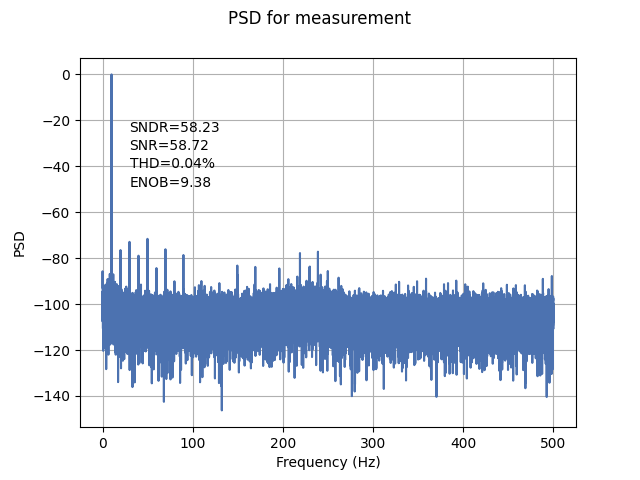 PSD for measurement
0
−20
−40
−60
−80
−100
−120
−140
PSD
SNDR=58.23
SNR=58.72
THD=0.04%
ENOB=9.38
0
100
200
300
400
500
Frequency (Hz)